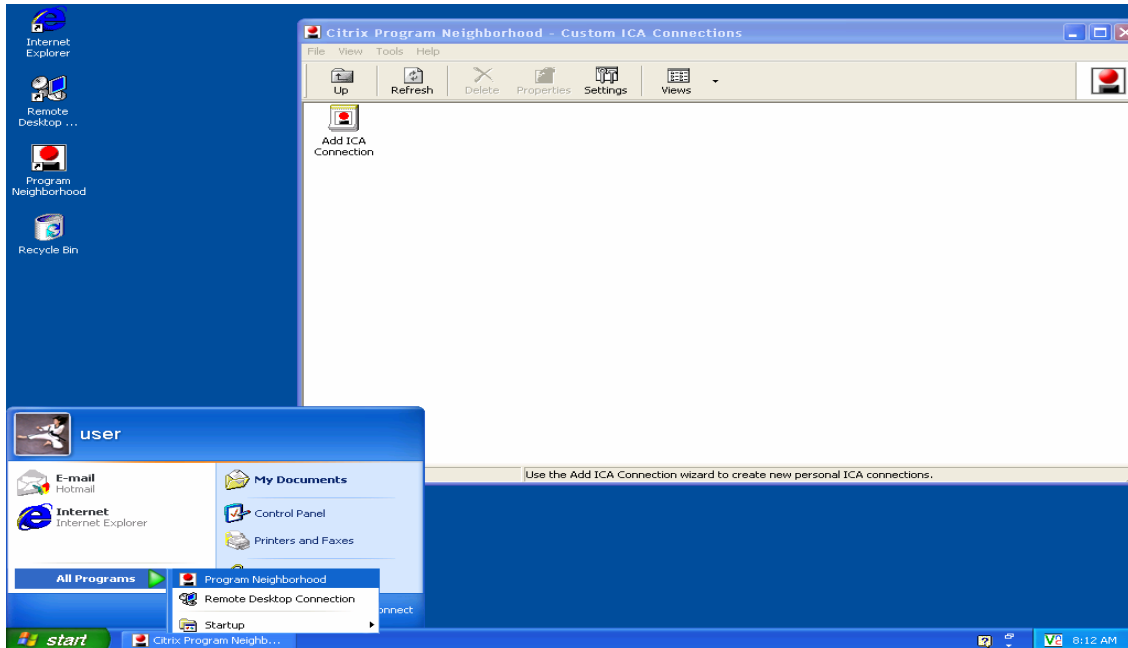 Internet
Explorer
Remote
Desktop ...
Program
Neighborhood
Recycle Bin
Citrix Program Neighborhood - Custom ICA Connections
File View Tools Help
Up Refresh Delete Properties Settings Views
Add ICA
Connection
Use the Add ICA Connection wizard to create new personal ICA connections.
user
E-mail
Hotmail
Internet
Internet Explorer
My Documents
Control Panel
Printers and Faxes
All Programs
Program Neighborhood
Remote Desktop Connection
Startup
onnect
start
Citrix Program Neighb...
8:12 AM